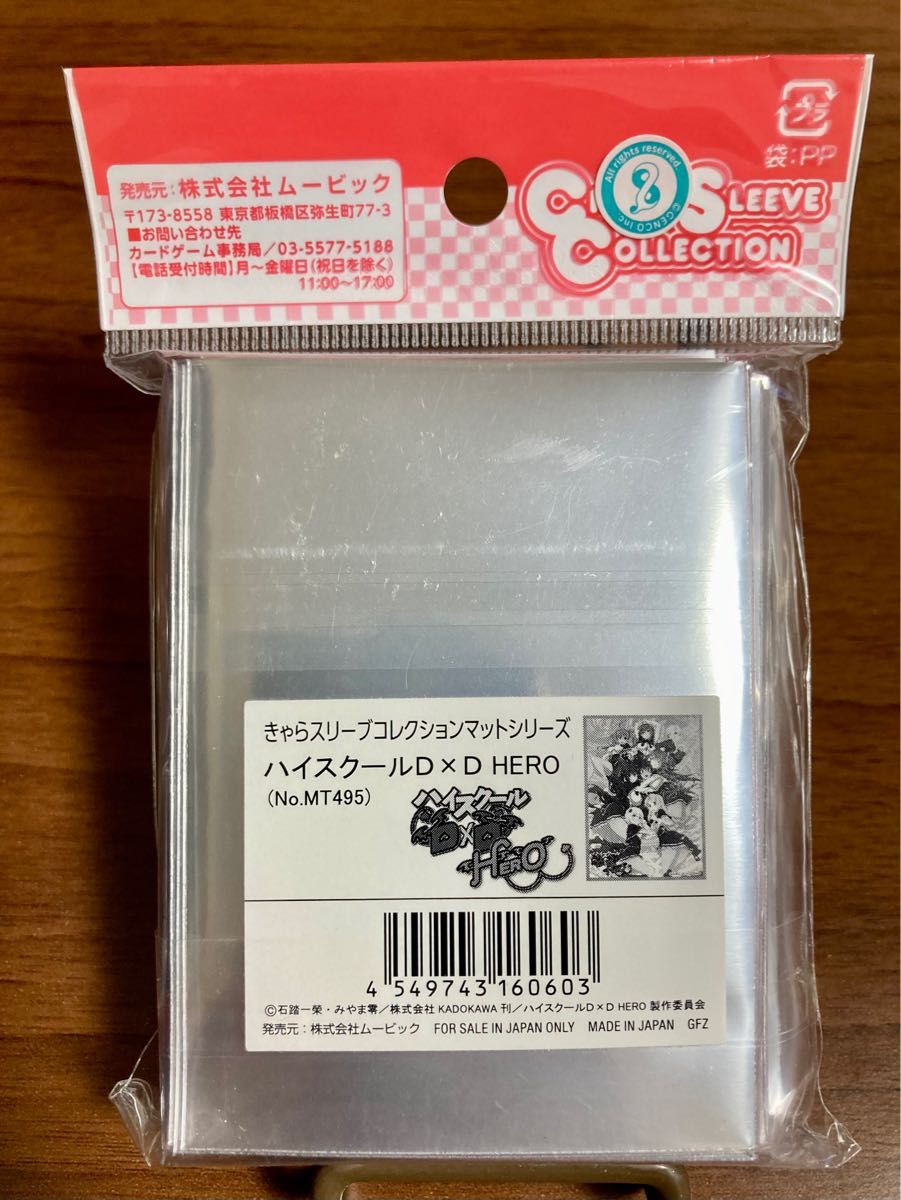 発売元：株式会社ムービック
〒173-8558 東京都板橋区弥生町77-3
■お問い合わせ先
カードゲーム事務局／03-5577-5188
【電話受付時間】月〜金曜日（祝日を除く）
11:00〜17:00
プラ
袋：PP
All rights reserved.
©GENCO Inc.
SLEEVE
COLLECTION
きゃらスリーブコレクションマットシリーズ
ハイスクールD×D HERO
（No.MT495）
ハイスクール
D×D
HERO
4 549743 160603
©石踏一榮・みやま零／株式会社 KADOKAWA 刊／ハイスクールD×D HERO 製作委員会
発売元：株式会社ムービック FOR SALE IN JAPAN ONLY MADE IN JAPAN GFZ